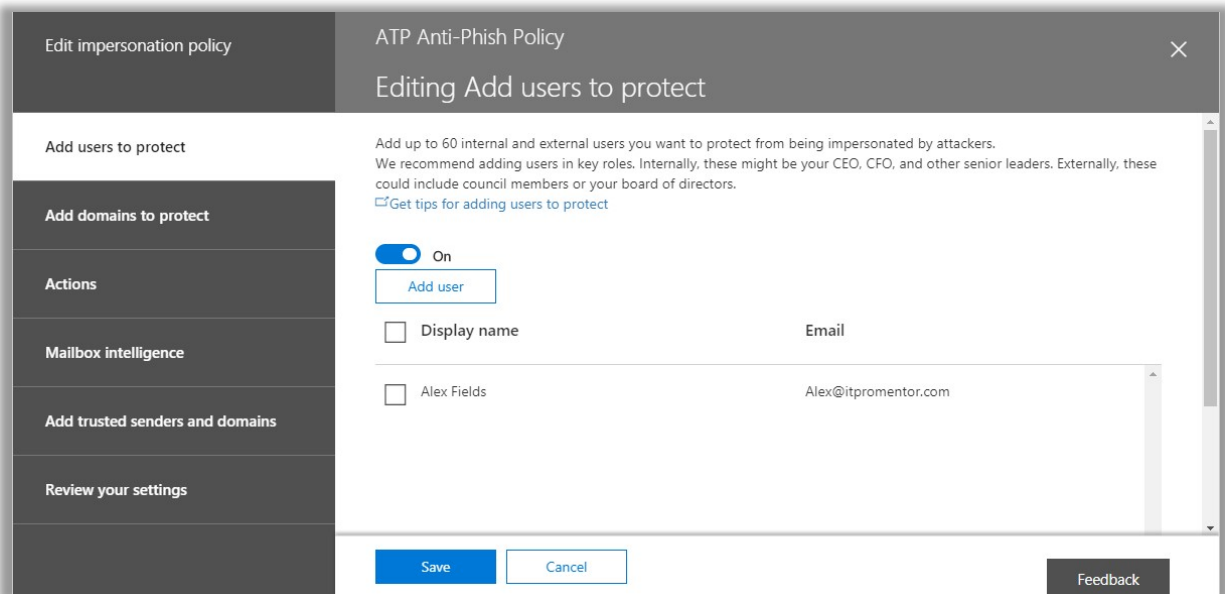 Edit impersonation policy
ATP Anti-Phish Policy
Editing Add users to protect
Add users to protect
Add domains to protect
Actions
Mailbox intelligence
Add trusted senders and domains
Review your settings
Add up to 60 internal and external users you want to protect from being impersonated by attackers.
We recommend adding users in key roles. Internally, these might be your CEO, CFO, and other senior leaders. Externally, these
could include council members or your board of directors.
Get tips for adding users to protect
On
Add user
Display name Email
Alex Fields Alex@itpromentor.com
Save Cancel
Feedback